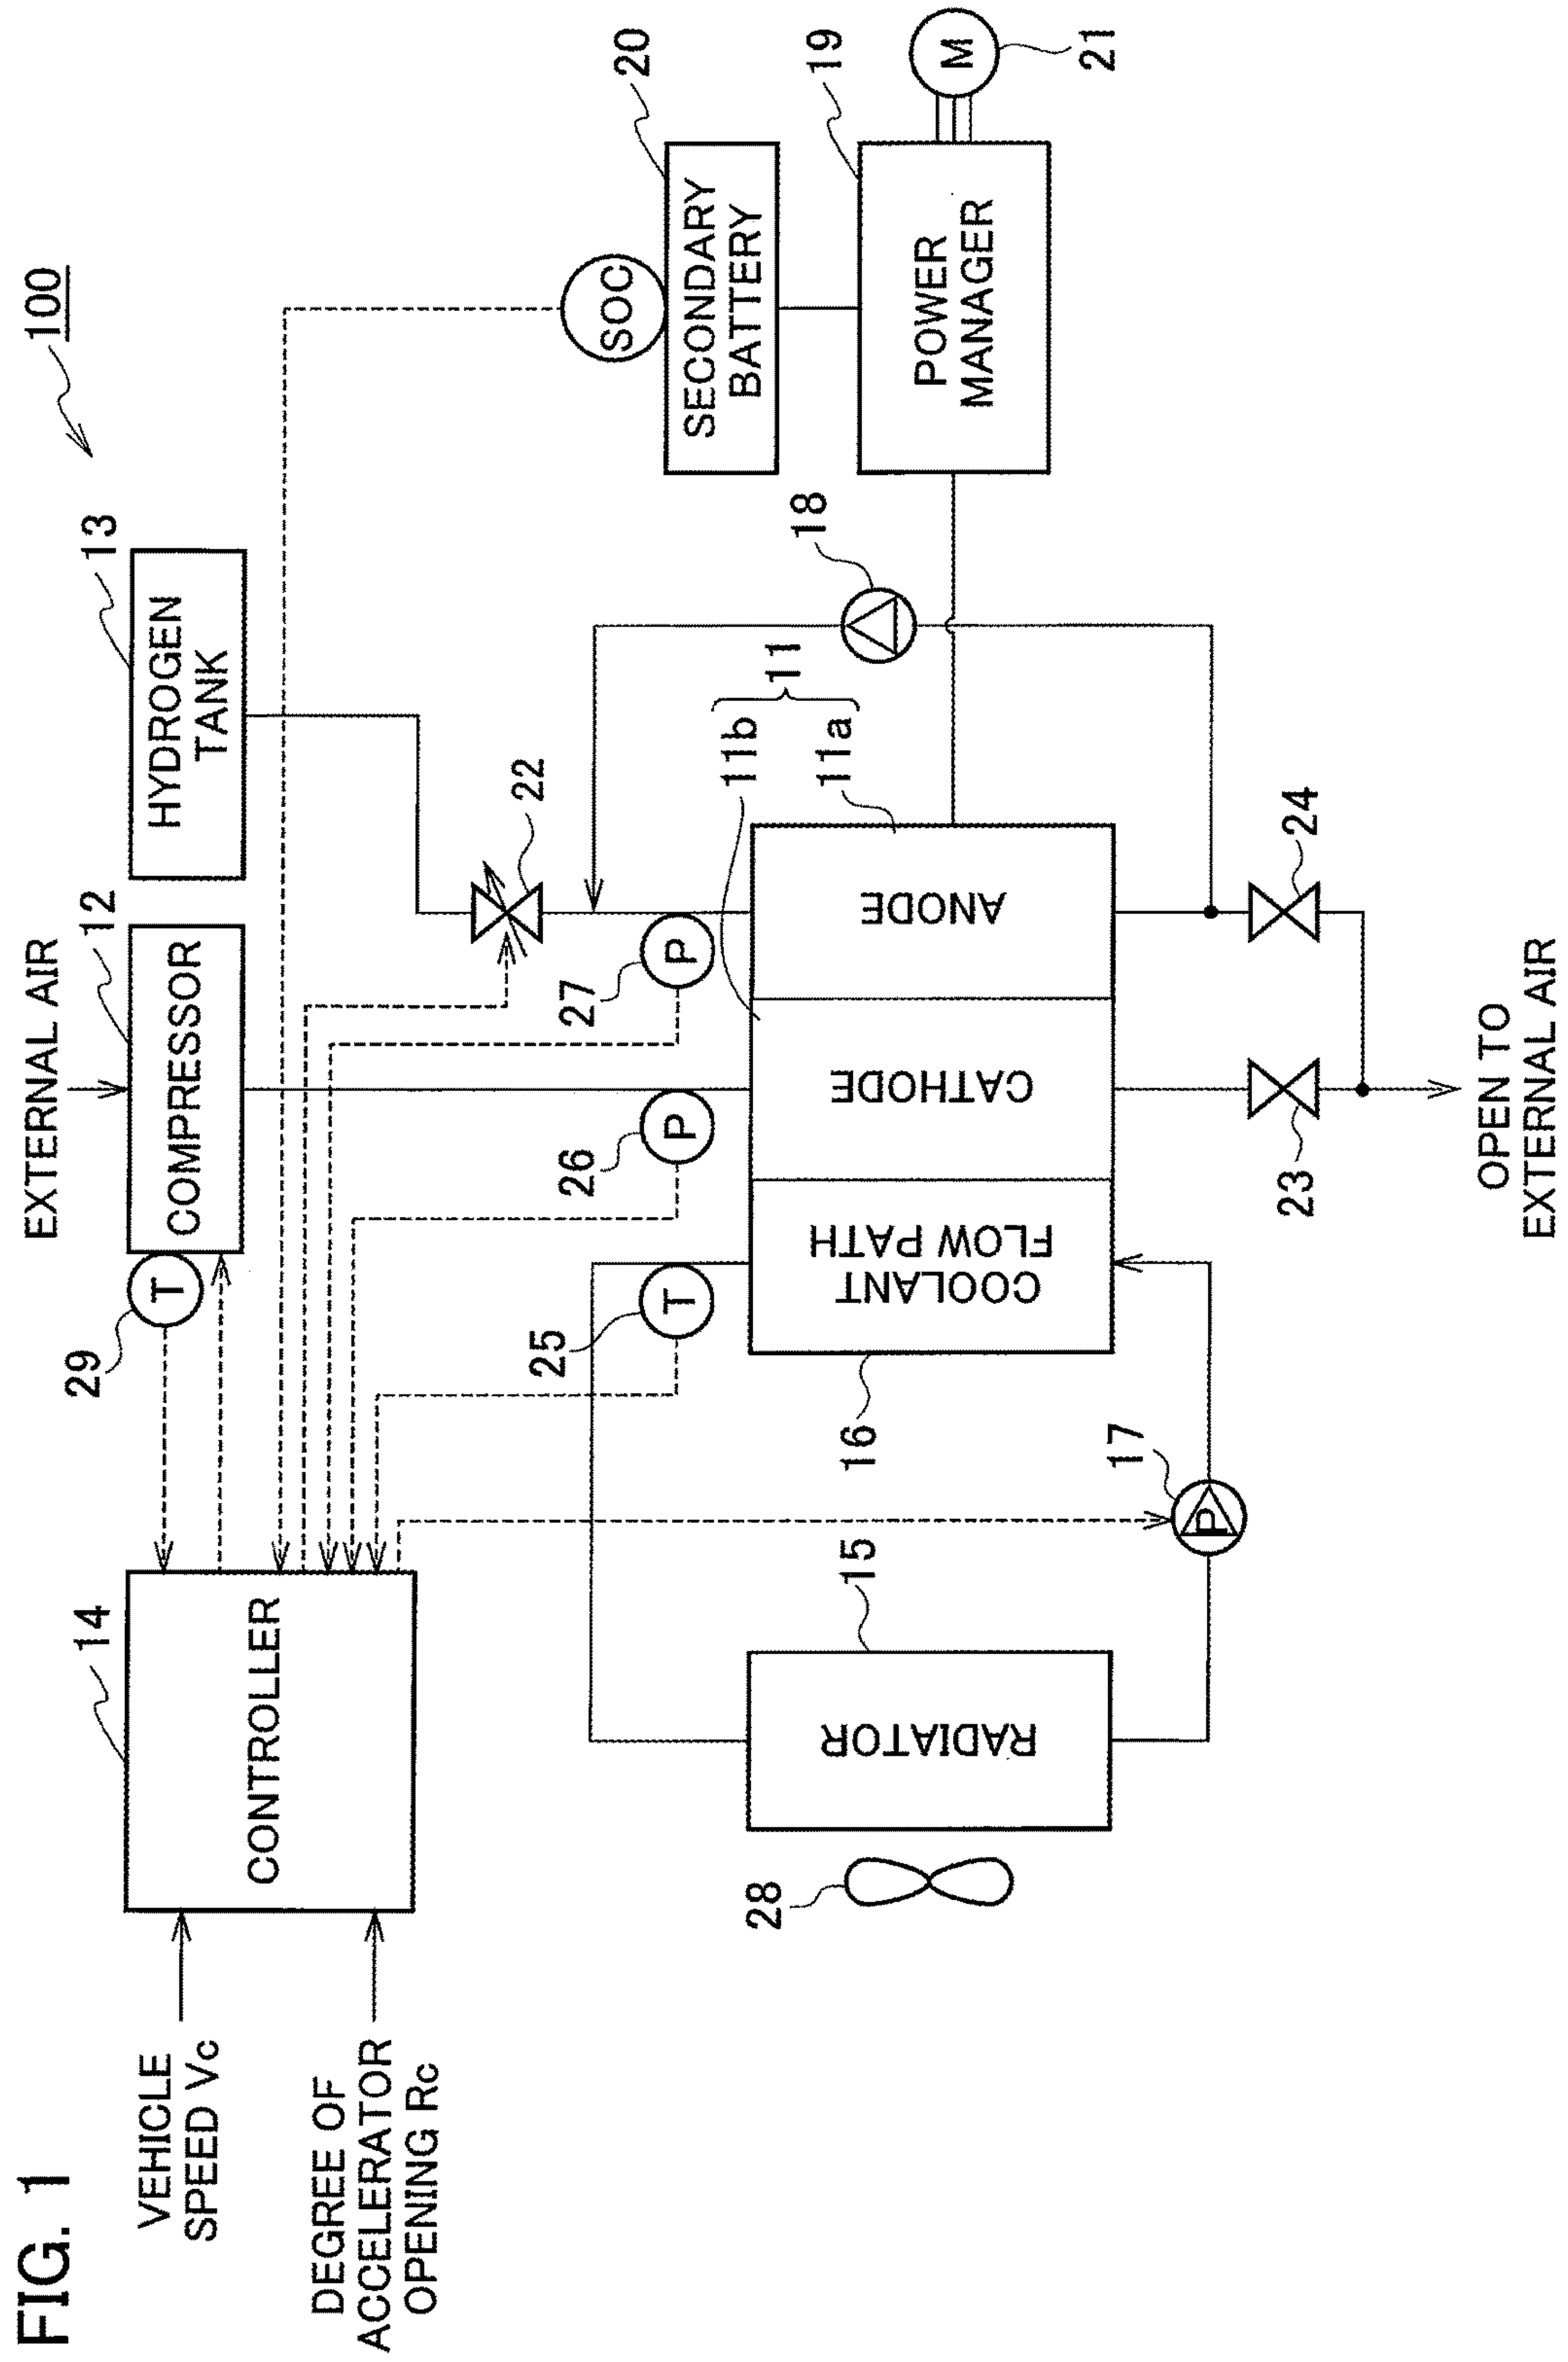 FIG. 1
100
EXTERNAL AIR
12
13
14
29
VEHICLE
SPEED Vc
DEGREE OF
ACCELERATOR
OPENING Rc
CONTROLLER
T
COMPRESSOR
HYDROGEN
TANK
22
20
SOC
SECONDARY
BATTERY
25
T
26
P
27
P
11
11b
11a
18
19
POWER
MANAGER
M
21
28
15
RADIATOR
16
COOLANT
FLOW PATH
CATHODE
ANODE
17
P
23
24
OPEN TO
EXTERNAL AIR